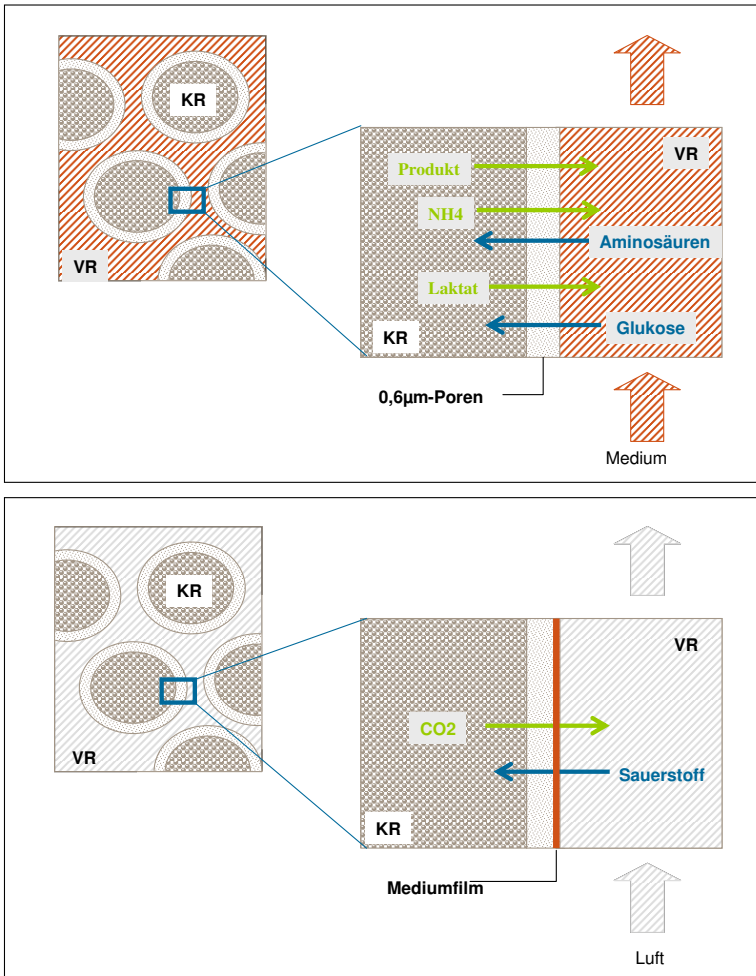 KR
VR
VR
Produkt
NH4
Aminosäuren
Laktat
Glukose
KR
0,6µm-Poren
Medium
KR
VR
VR
CO2
Sauerstoff
KR
Mediumfilm
Luft